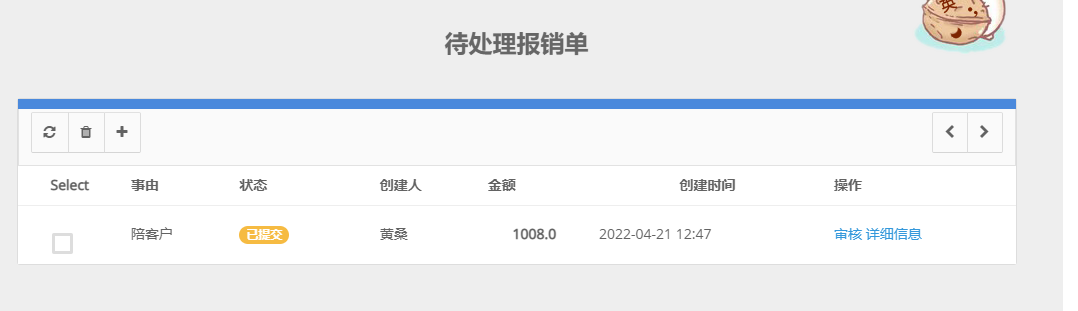 英
待处理报销单
Select 事由 状态 创建人 金额 创建时间 操作
陪客户 已提交 黄桑 1008.0 2022-04-21 12:47 审核 详细信息